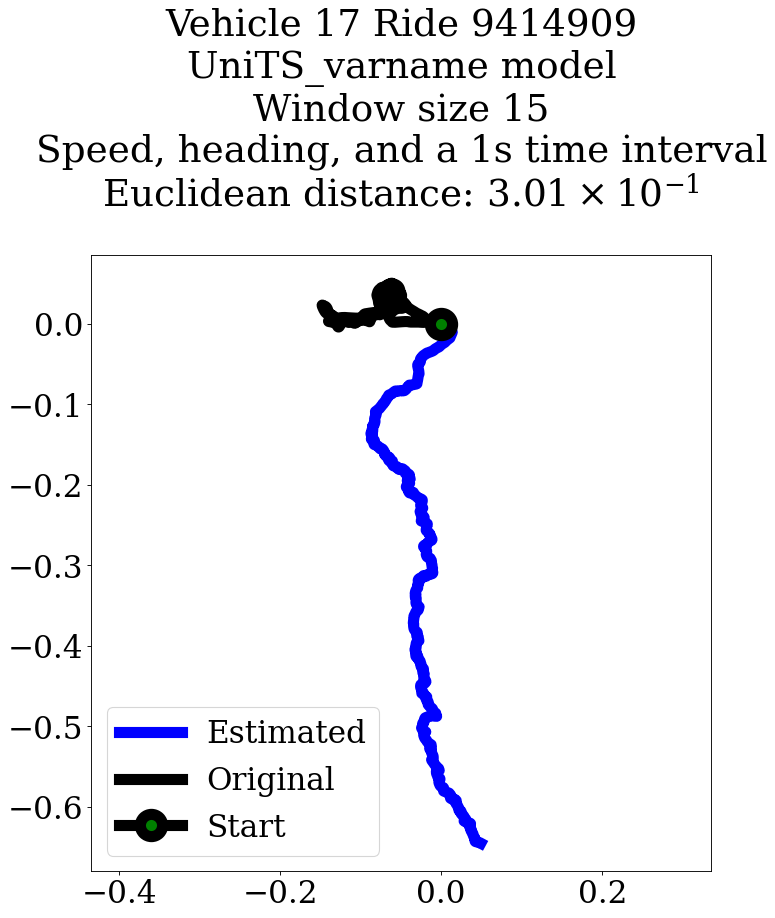 Vehicle 17 Ride 9414909
UniTS_varname model
Window size 15
Speed, heading, and a 1s time interval
Euclidean distance: 3.01 × 10⁻¹
0.0
−0.1
−0.2
−0.3
−0.4
−0.5
−0.6
Estimated
Original
Start
−0.4 −0.2 0.0 0.2